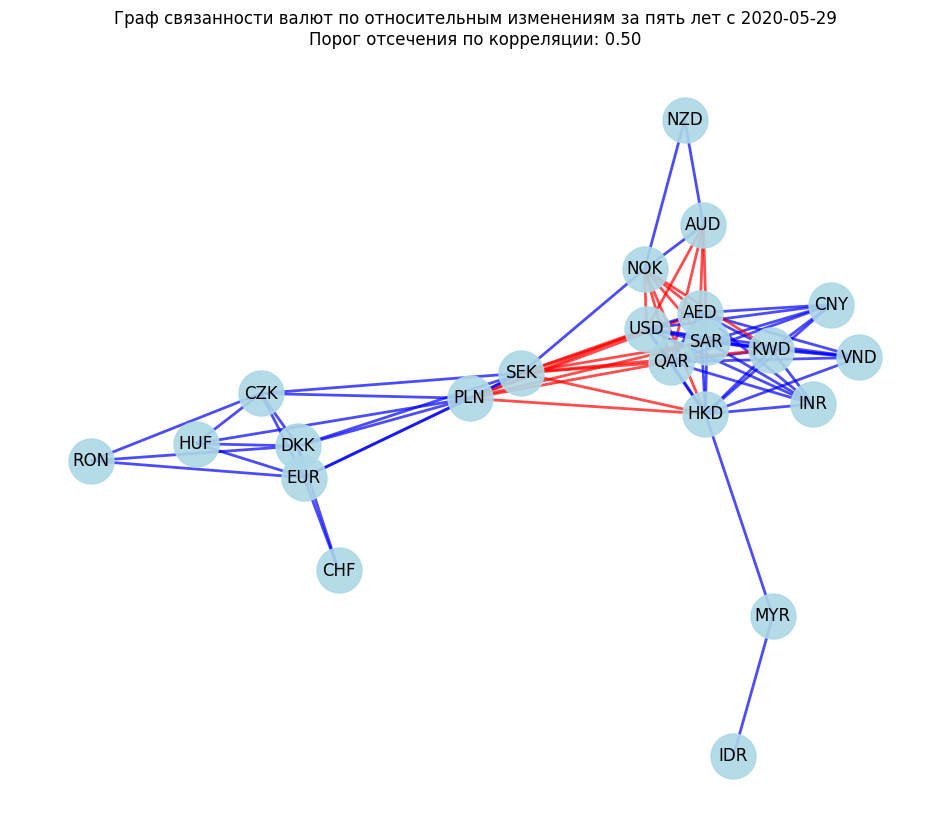 Граф связанности валют по относительным изменениям за пять лет с 2020-05-29
Порог отсечения по корреляции: 0.50
NZD
AUD
NOK
AED
CNY
USD
SAR
KWD
VND
QAR
SEK
CZK
PLN
INR
HKD
HUF
DKK
RON
EUR
CHF
MYR
IDR